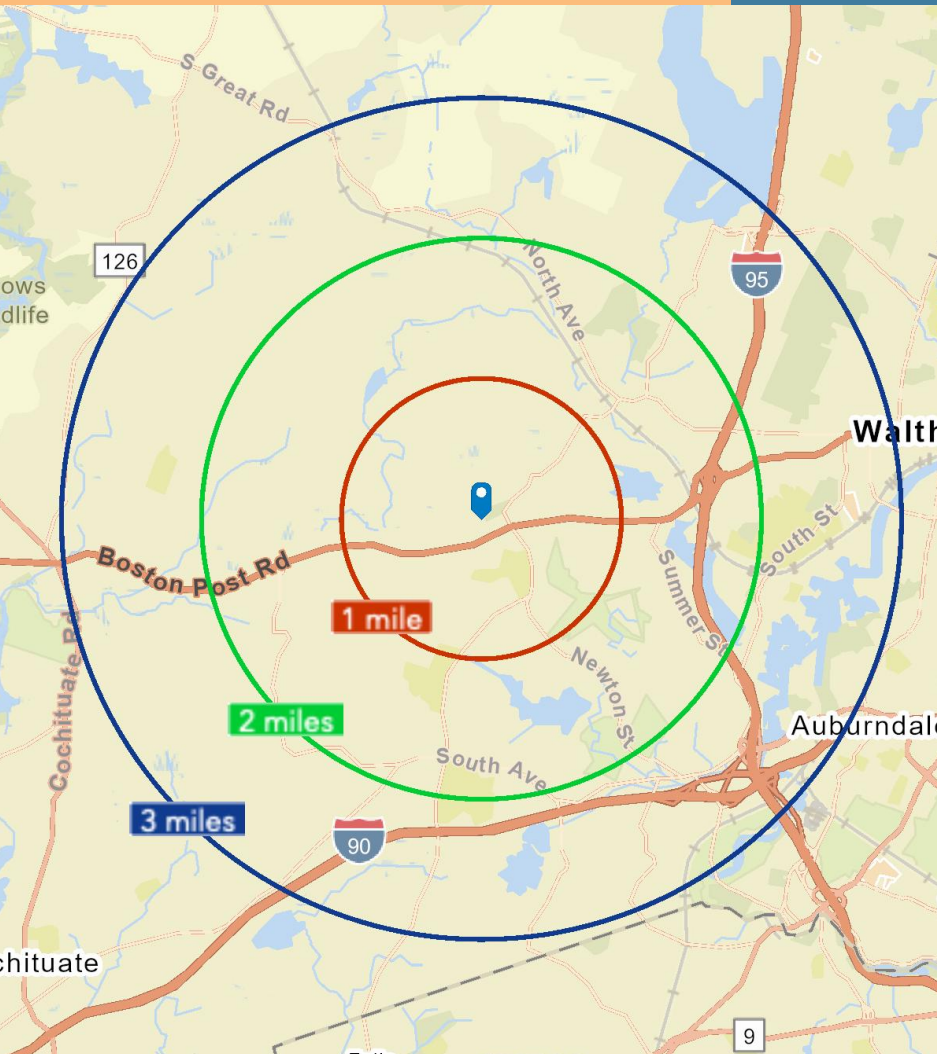 S Great Rd
126
North Ave
95
ows
dlife
Walth
Boston Post Rd
South St
1 mile
Summer St
Cochituate Rd
Newton St
2 miles
South Ave
Auburndale
3 miles
90
chituate
9